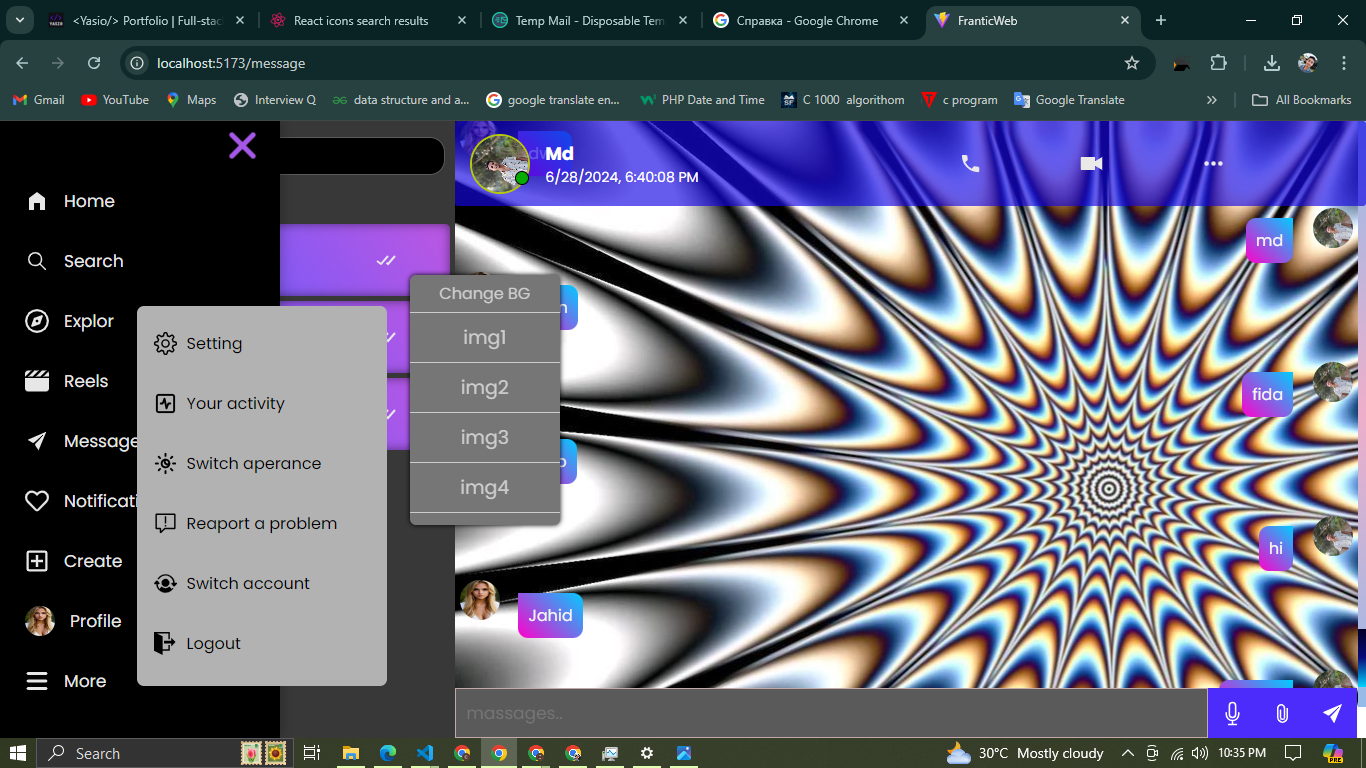 <Yasio/> Portfolio | Full-stac
React icons search results
Temp Mail - Disposable Tem
Справка - Google Chrome
FranticWeb
localhost:5173/message
Gmail
YouTube
Maps
Interview Q
data structure and a...
google translate en...
PHP Date and Time
C 1000 algorithom
c program
Google Translate
All Bookmarks
Home
Search
Explor
Reels
Message
Notificati
Create
Profile
More
Setting
Your activity
Switch aperance
Reaport a problem
Switch account
Logout
Change BG
img1
img2
img3
img4
Md
6/28/2024, 6:40:08 PM
md
fida
hi
Jahid
massages..
Search
30°C Mostly cloudy
10:35 PM
PRE